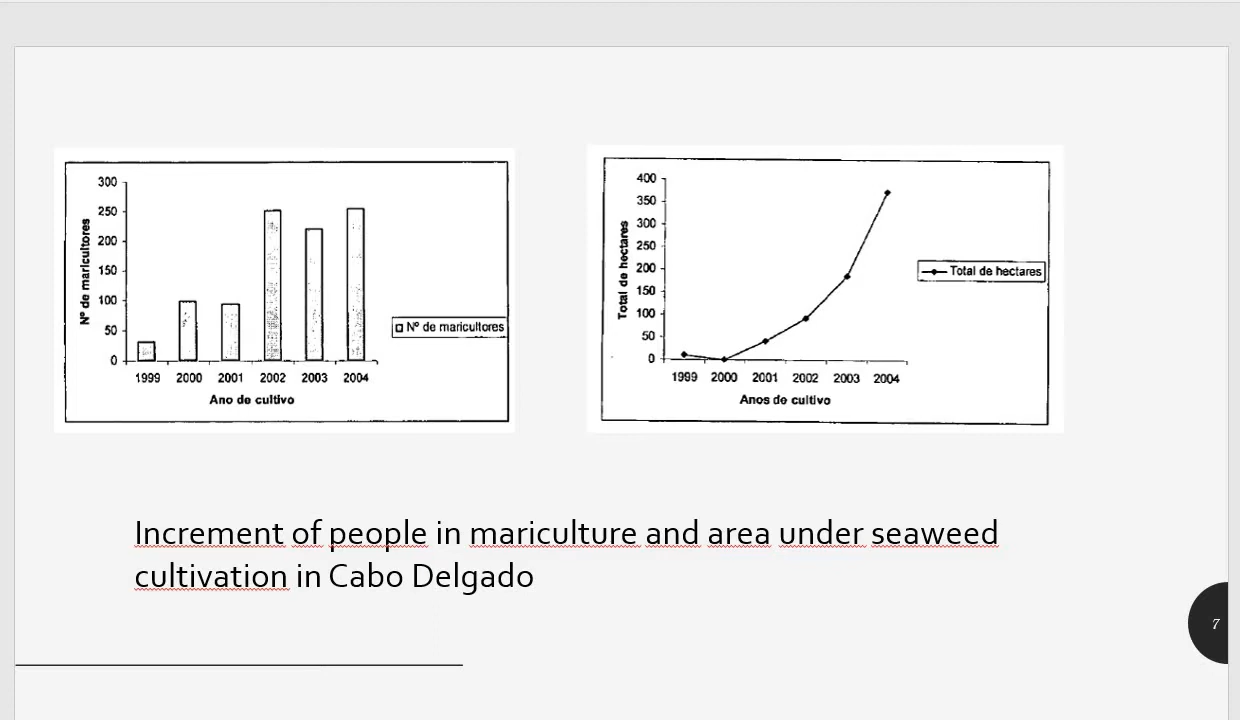 300
250
200
150
100
50
0
Nº de maricultores
1999 2000 2001 2002 2003 2004
Ano de cultivo
Nº de maricultores
400
350
300
250
200
150
100
50
0
Total de hectares
1999 2000 2001 2002 2003 2004
Anos de cultivo
Total de hectares
Increment of people in mariculture and area under seaweed
cultivation in Cabo Delgado
7